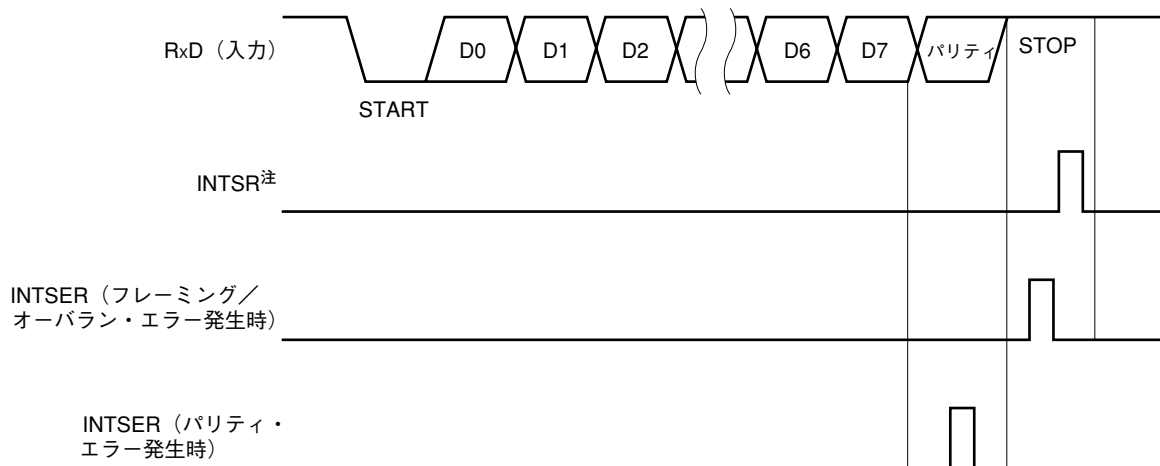 RxD（入力）
D0 D1 D2 D6 D7 パリティ STOP
START
INTSR注
INTSER（フレーミング／
オーバラン・エラー発生時）
INTSER（パリティ・
エラー発生時）